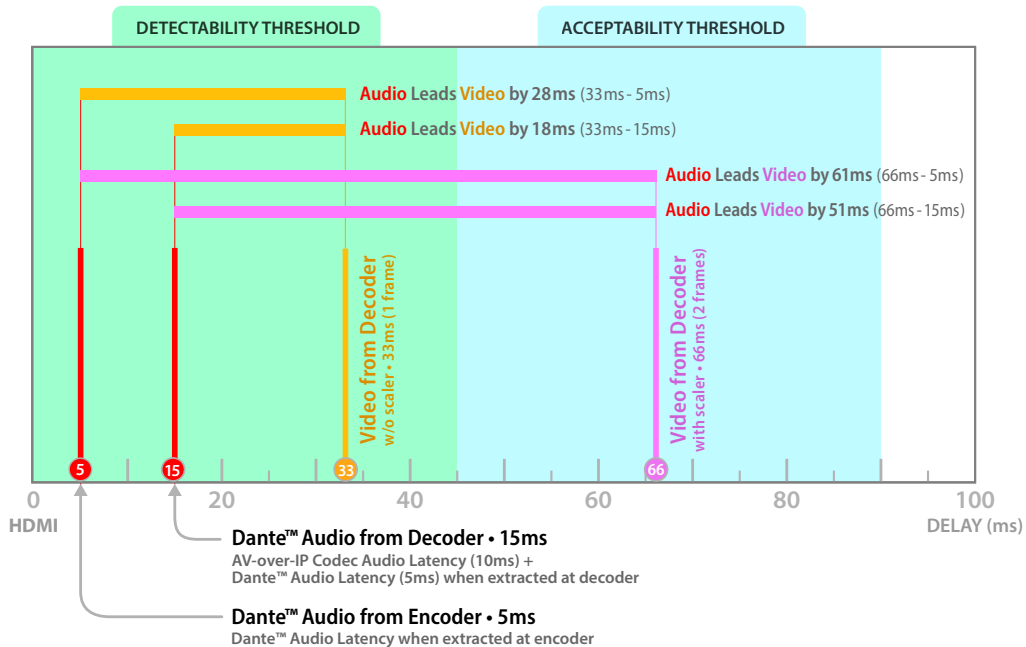 DETECTABILITY THRESHOLD
ACCEPTABILITY THRESHOLD
Audio Leads Video by 28ms (33ms - 5ms)
Audio Leads Video by 18ms (33ms - 15ms)
Audio Leads Video by 61ms (66ms - 5ms)
Audio Leads Video by 51ms (66ms - 15ms)
Video from Decoder
w/o scaler • 33ms (1 frame)
Video from Decoder
with scaler • 66ms (2 frames)
5
15
33
66
0
20
40
60
80
100
HDMI
DELAY (ms)
Dante™ Audio from Decoder • 15ms
AV-over-IP Codec Audio Latency (10ms) +
Dante™ Audio Latency (5ms) when extracted at decoder
Dante™ Audio from Encoder • 5ms
Dante™ Audio Latency when extracted at encoder